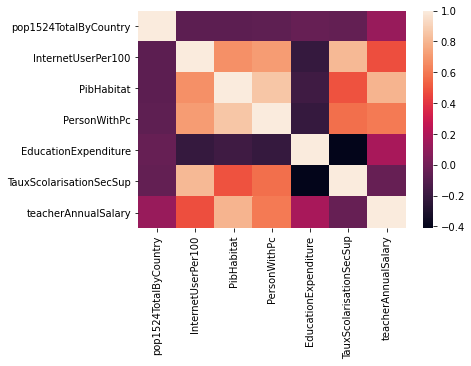 pop1524TotalByCountry
InternetUserPer100
PibHabitat
PersonWithPc
EducationExpenditure
TauxScolarisationSecSup
teacherAnnualSalary
pop1524TotalByCountry
InternetUserPer100
PibHabitat
PersonWithPc
EducationExpenditure
TauxScolarisationSecSup
teacherAnnualSalary
1.0
0.8
0.6
0.4
0.2
0.0
−0.2
−0.4